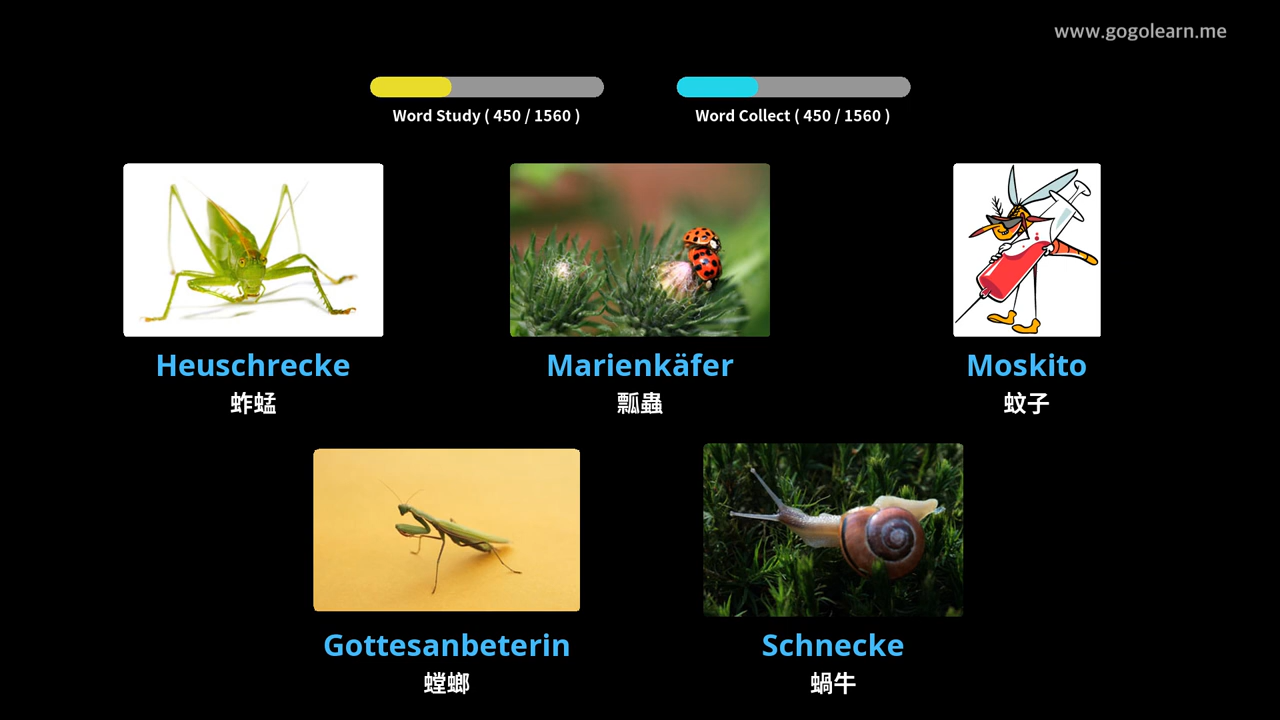 www.gogolearn.me
Word Study ( 450 / 1560 )
Word Collect ( 450 / 1560 )
Heuschrecke
蚱蜢
Marienkäfer
瓢蟲
Moskito
蚊子
Gottesanbeterin
螳螂
Schnecke
蝸牛